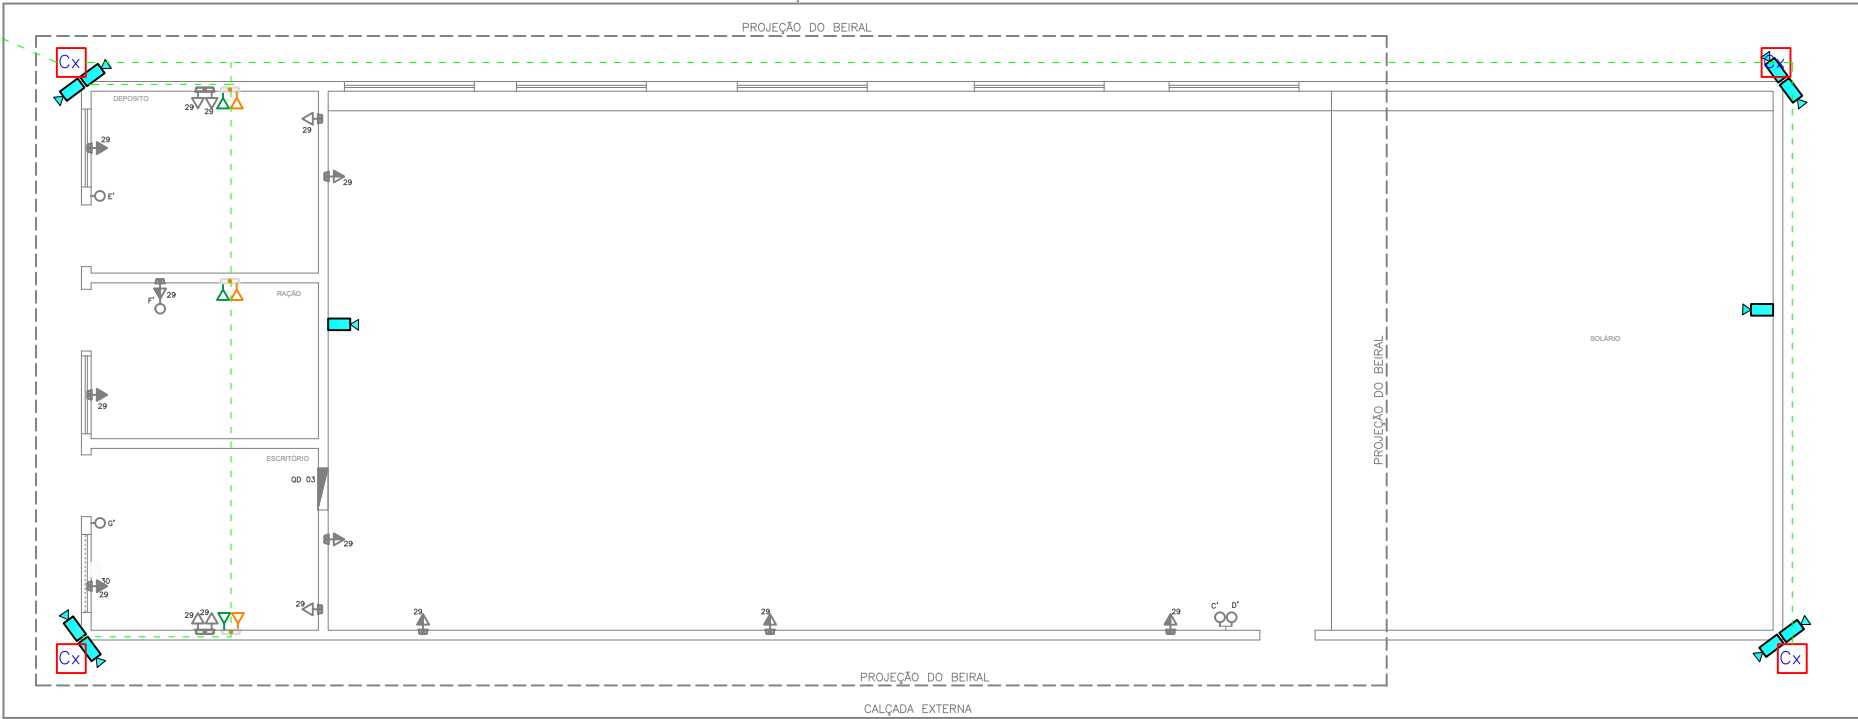 PROJEÇÃO DO BEIRAL
Cx
Cx
DEPOSITO
29
29
29
29
29
E'
RAÇÃO
29
F'
SOLÁRIO
PROJEÇÃO DO BEIRAL
29
ESCRITÓRIO
QD 03
G'
29
30
29
29
29
29
29
29
29
C'
D'
Cx
Cx
PROJEÇÃO DO BEIRAL
CALÇADA EXTERNA